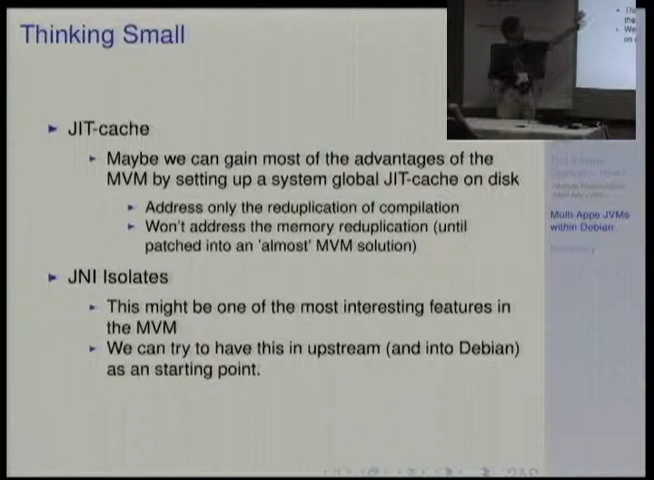 Thinking Small
JIT-cache
Maybe we can gain most of the advantages of the
MVM by setting up a system global JIT-cache on disk
Address only the reduplication of compilation
Won't address the memory reduplication (until
patched into an 'almost' MVM solution)
JNI Isolates
This might be one of the most interesting features in
the MVM
We can try to have this in upstream (and into Debian)
as an starting point.
Multi-Apps JVMs
within Debian